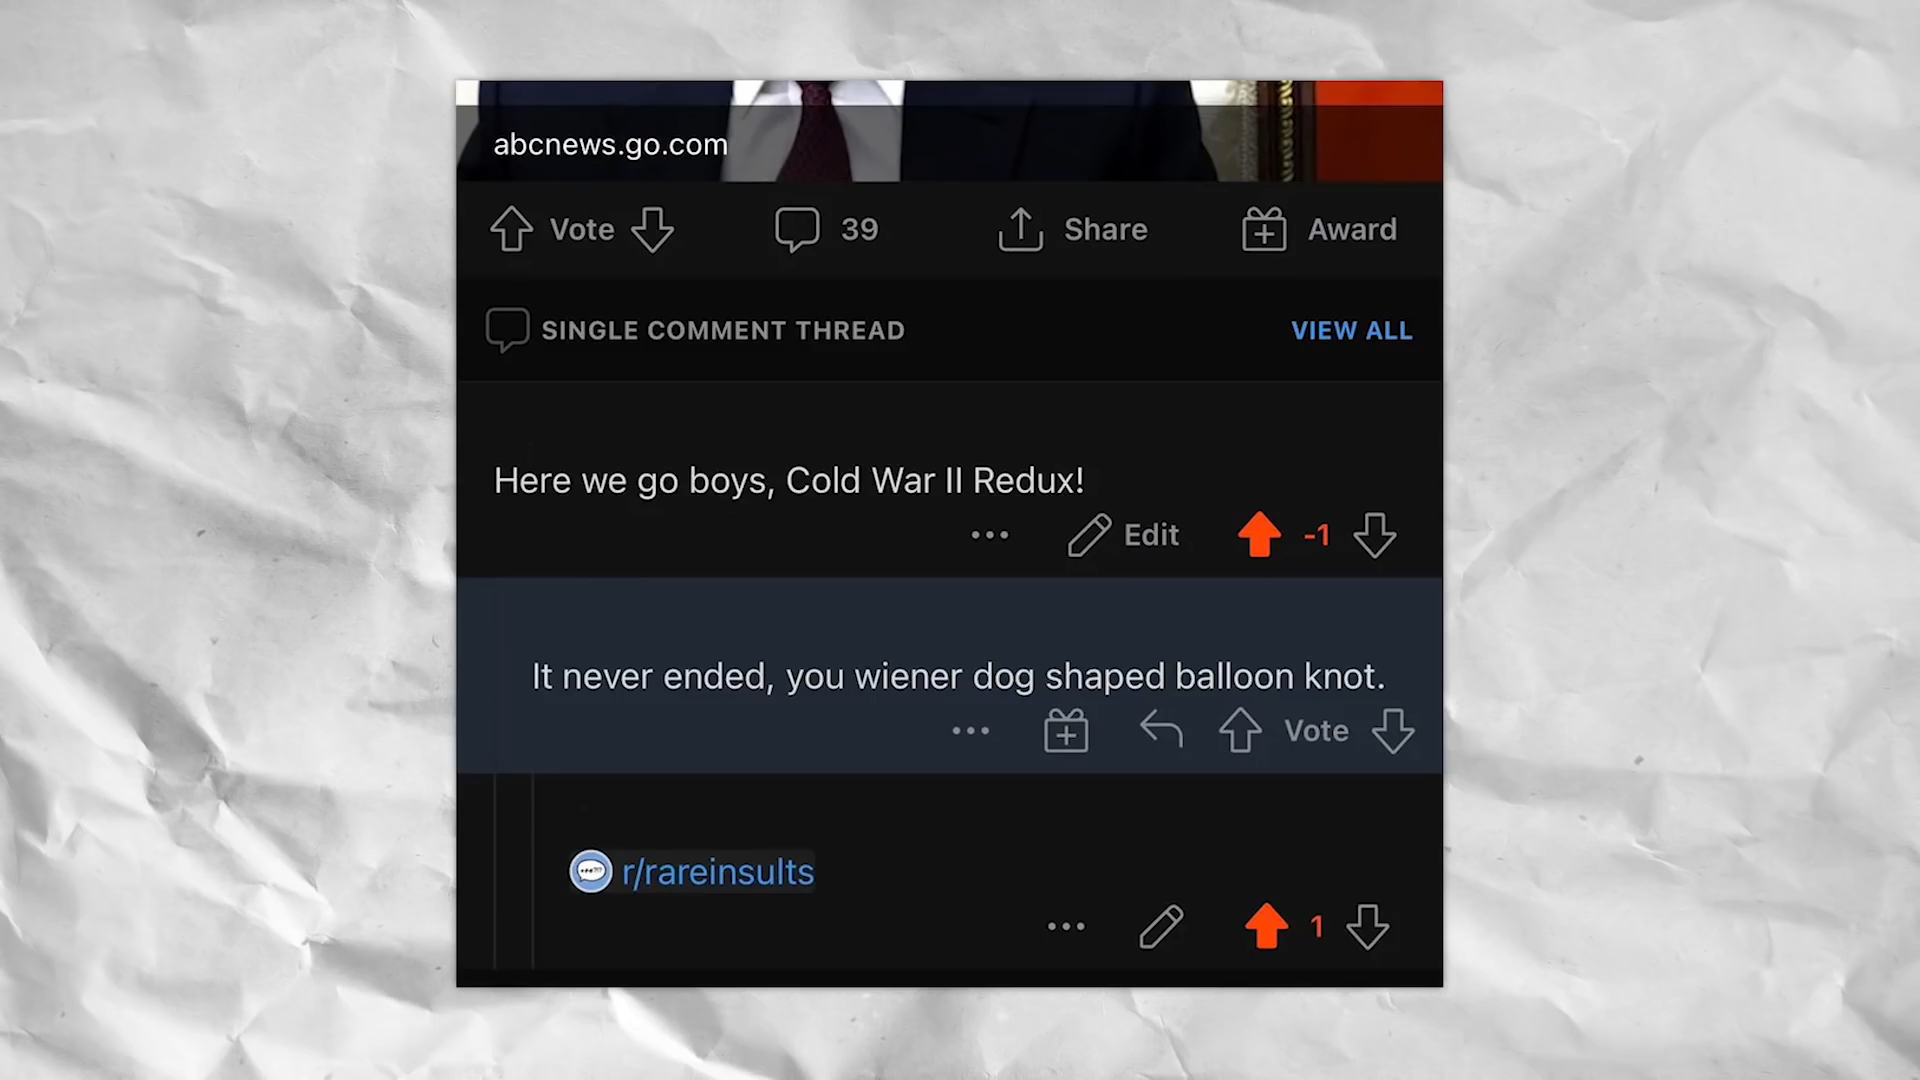 abcnews.go.com
Vote 39 Share Award
SINGLE COMMENT THREAD VIEW ALL
Here we go boys, Cold War II Redux!
Edit -1
It never ended, you wiener dog shaped balloon knot.
Vote
r/rareinsults
1